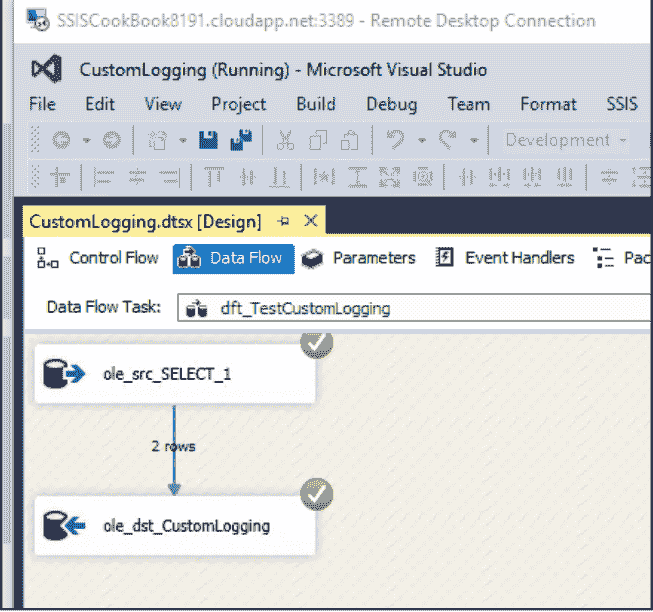 SSISCookBook8191.cloudapp.net:3389 - Remote Desktop Connection
CustomLogging (Running) - Microsoft Visual Studio
File Edit View Project Build Debug Team Format SSIS
Development
CustomLogging.dtsx [Design]
Control Flow Data Flow Parameters Event Handlers Pac
Data Flow Task: dft_TestCustomLogging
ole_src_SELECT_1
2 rows
ole_dst_CustomLogging